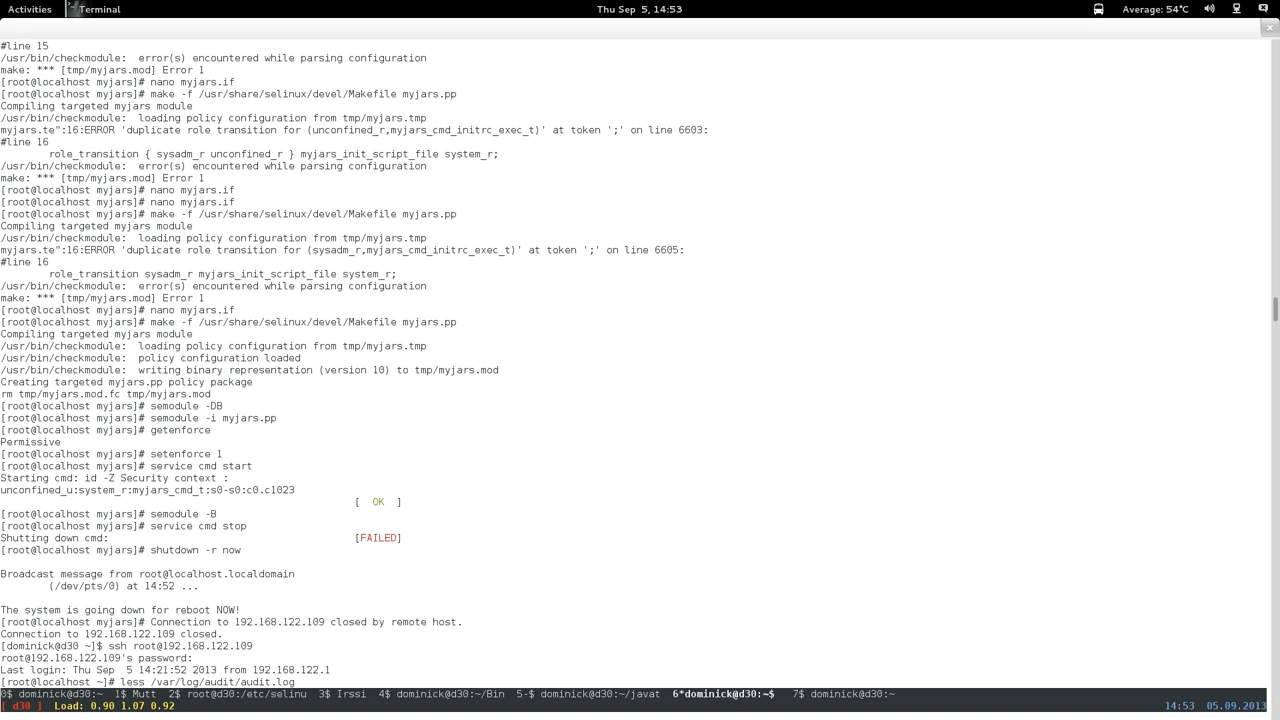 Activities Terminal Thu Sep 5, 14:53 Average: 54°C
#line 15
/usr/bin/checkmodule:  error(s) encountered while parsing configuration
make: *** [tmp/myjars.mod] Error 1
[root@localhost myjars]# nano myjars.if
[root@localhost myjars]# make -f /usr/share/selinux/devel/Makefile myjars.pp
Compiling targeted myjars module
/usr/bin/checkmodule:  loading policy configuration from tmp/myjars.tmp
myjars.te":16:ERROR 'duplicate role transition for (unconfined_r,myjars_cmd_initrc_exec_t)' at token ';' on line 6603:
#line 16
        role_transition { sysadm_r unconfined_r } myjars_init_script_file system_r;
/usr/bin/checkmodule:  error(s) encountered while parsing configuration
make: *** [tmp/myjars.mod] Error 1
[root@localhost myjars]# nano myjars.if
[root@localhost myjars]# nano myjars.if
[root@localhost myjars]# make -f /usr/share/selinux/devel/Makefile myjars.pp
Compiling targeted myjars module
/usr/bin/checkmodule:  loading policy configuration from tmp/myjars.tmp
myjars.te":16:ERROR 'duplicate role transition for (sysadm_r,myjars_cmd_initrc_exec_t)' at token ';' on line 6605:
#line 16
        role_transition sysadm_r myjars_init_script_file system_r;
/usr/bin/checkmodule:  error(s) encountered while parsing configuration
make: *** [tmp/myjars.mod] Error 1
[root@localhost myjars]# nano myjars.if
[root@localhost myjars]# make -f /usr/share/selinux/devel/Makefile myjars.pp
Compiling targeted myjars module
/usr/bin/checkmodule:  loading policy configuration from tmp/myjars.tmp
/usr/bin/checkmodule:  policy configuration loaded
/usr/bin/checkmodule:  writing binary representation (version 10) to tmp/myjars.mod
Creating targeted myjars.pp policy package
rm tmp/myjars.mod.fc tmp/myjars.mod
[root@localhost myjars]# semodule -DB
[root@localhost myjars]# semodule -i myjars.pp
[root@localhost myjars]# getenforce
Permissive
[root@localhost myjars]# setenforce 1
[root@localhost myjars]# service cmd start
Starting cmd: id -Z Security context :
unconfined_u:system_r:myjars_cmd_t:s0-s0:c0.c1023
[  OK  ]
[root@localhost myjars]# semodule -B
[root@localhost myjars]# service cmd stop
Shutting down cmd: [FAILED]
[root@localhost myjars]# shutdown -r now
Broadcast message from root@localhost.localdomain
        (/dev/pts/0) at 14:52 ...
The system is going down for reboot NOW!
[root@localhost myjars]# Connection to 192.168.122.109 closed by remote host.
Connection to 192.168.122.109 closed.
[dominick@d30 ~]$ ssh root@192.168.122.109
root@192.168.122.109's password:
Last login: Thu Sep  5 14:21:52 2013 from 192.168.122.1
[root@localhost ~]# less /var/log/audit/audit.log
0$ dominick@d30:~  1$ Mutt  2$ root@d30:/etc/selinu  3$ Irssi  4$ dominick@d30:~/Bin  5-$ dominick@d30:~/javat  6*dominick@d30:~$  7$ dominick@d30:~
[ d30 ]  Load: 0.90 1.07 0.92 14:53  05.09.2013